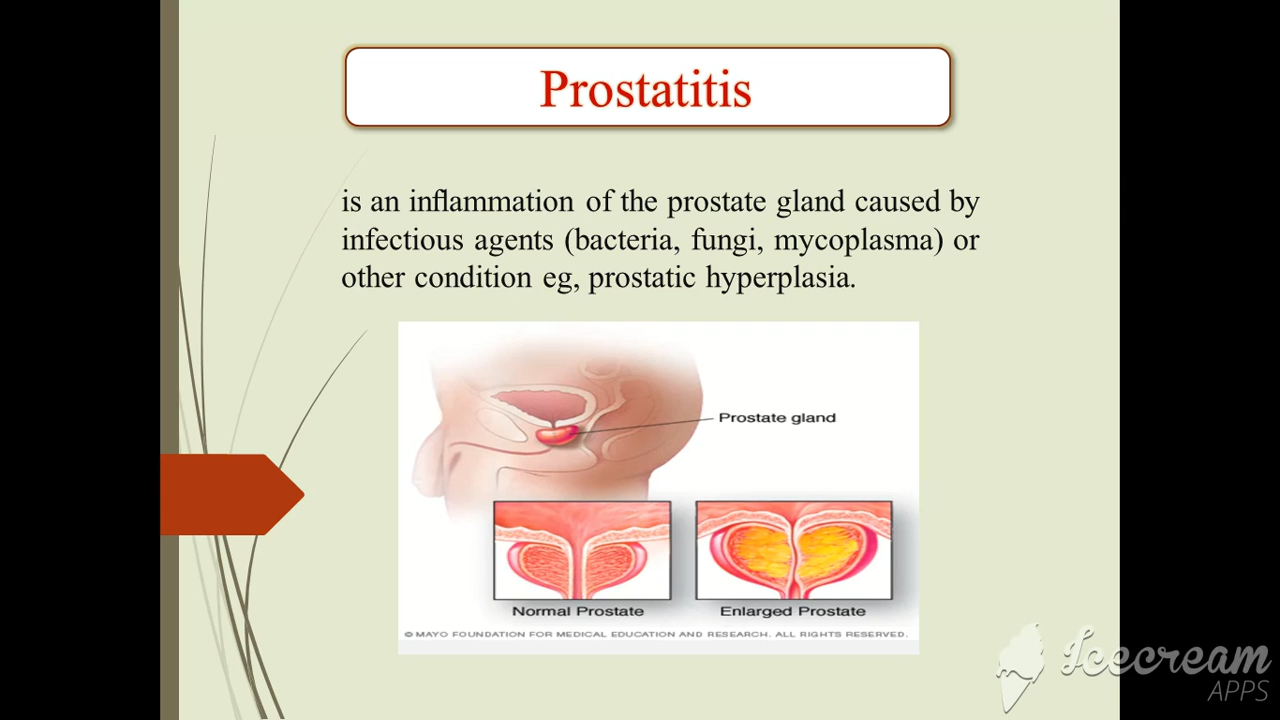 Prostatitis
is an inflammation of the prostate gland caused by
infectious agents (bacteria, fungi, mycoplasma) or
other condition eg, prostatic hyperplasia.
Prostate gland
Normal Prostate
Enlarged Prostate
© MAYO FOUNDATION FOR MEDICAL EDUCATION AND RESEARCH. ALL RIGHTS RESERVED.
Icecream
APPS